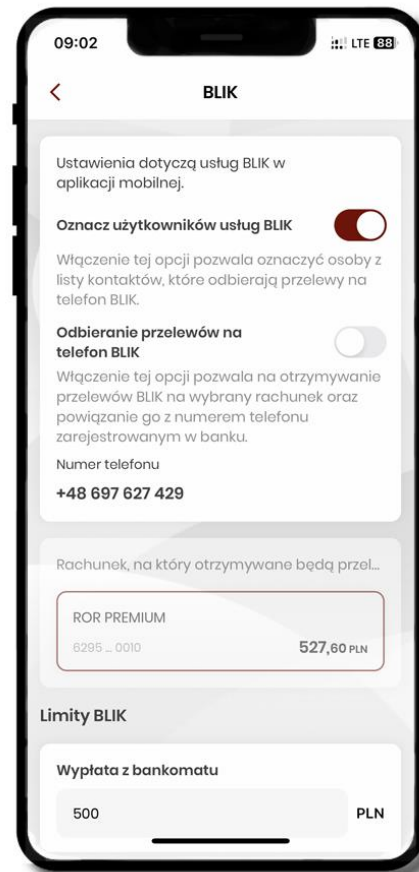 09:02
LTE 88
BLIK
Ustawienia dotyczą usług BLIK w
aplikacji mobilnej.
Oznacz użytkowników usług BLIK
Włączenie tej opcji pozwala oznaczyć osoby z
listy kontaktów, które odbierają przelewy na
telefon BLIK.
Odbieranie przelewów na
telefon BLIK
Włączenie tej opcji pozwala na otrzymywanie
przelewów BLIK na wybrany rachunek oraz
powiązanie go z numerem telefonu
zarejestrowanym w banku.
Numer telefonu
+48 697 627 429
Rachunek, na który otrzymywane będą przel...
ROR PREMIUM
6295 ... 0010
527,60 PLN
Limity BLIK
Wypłata z bankomatu
500
PLN